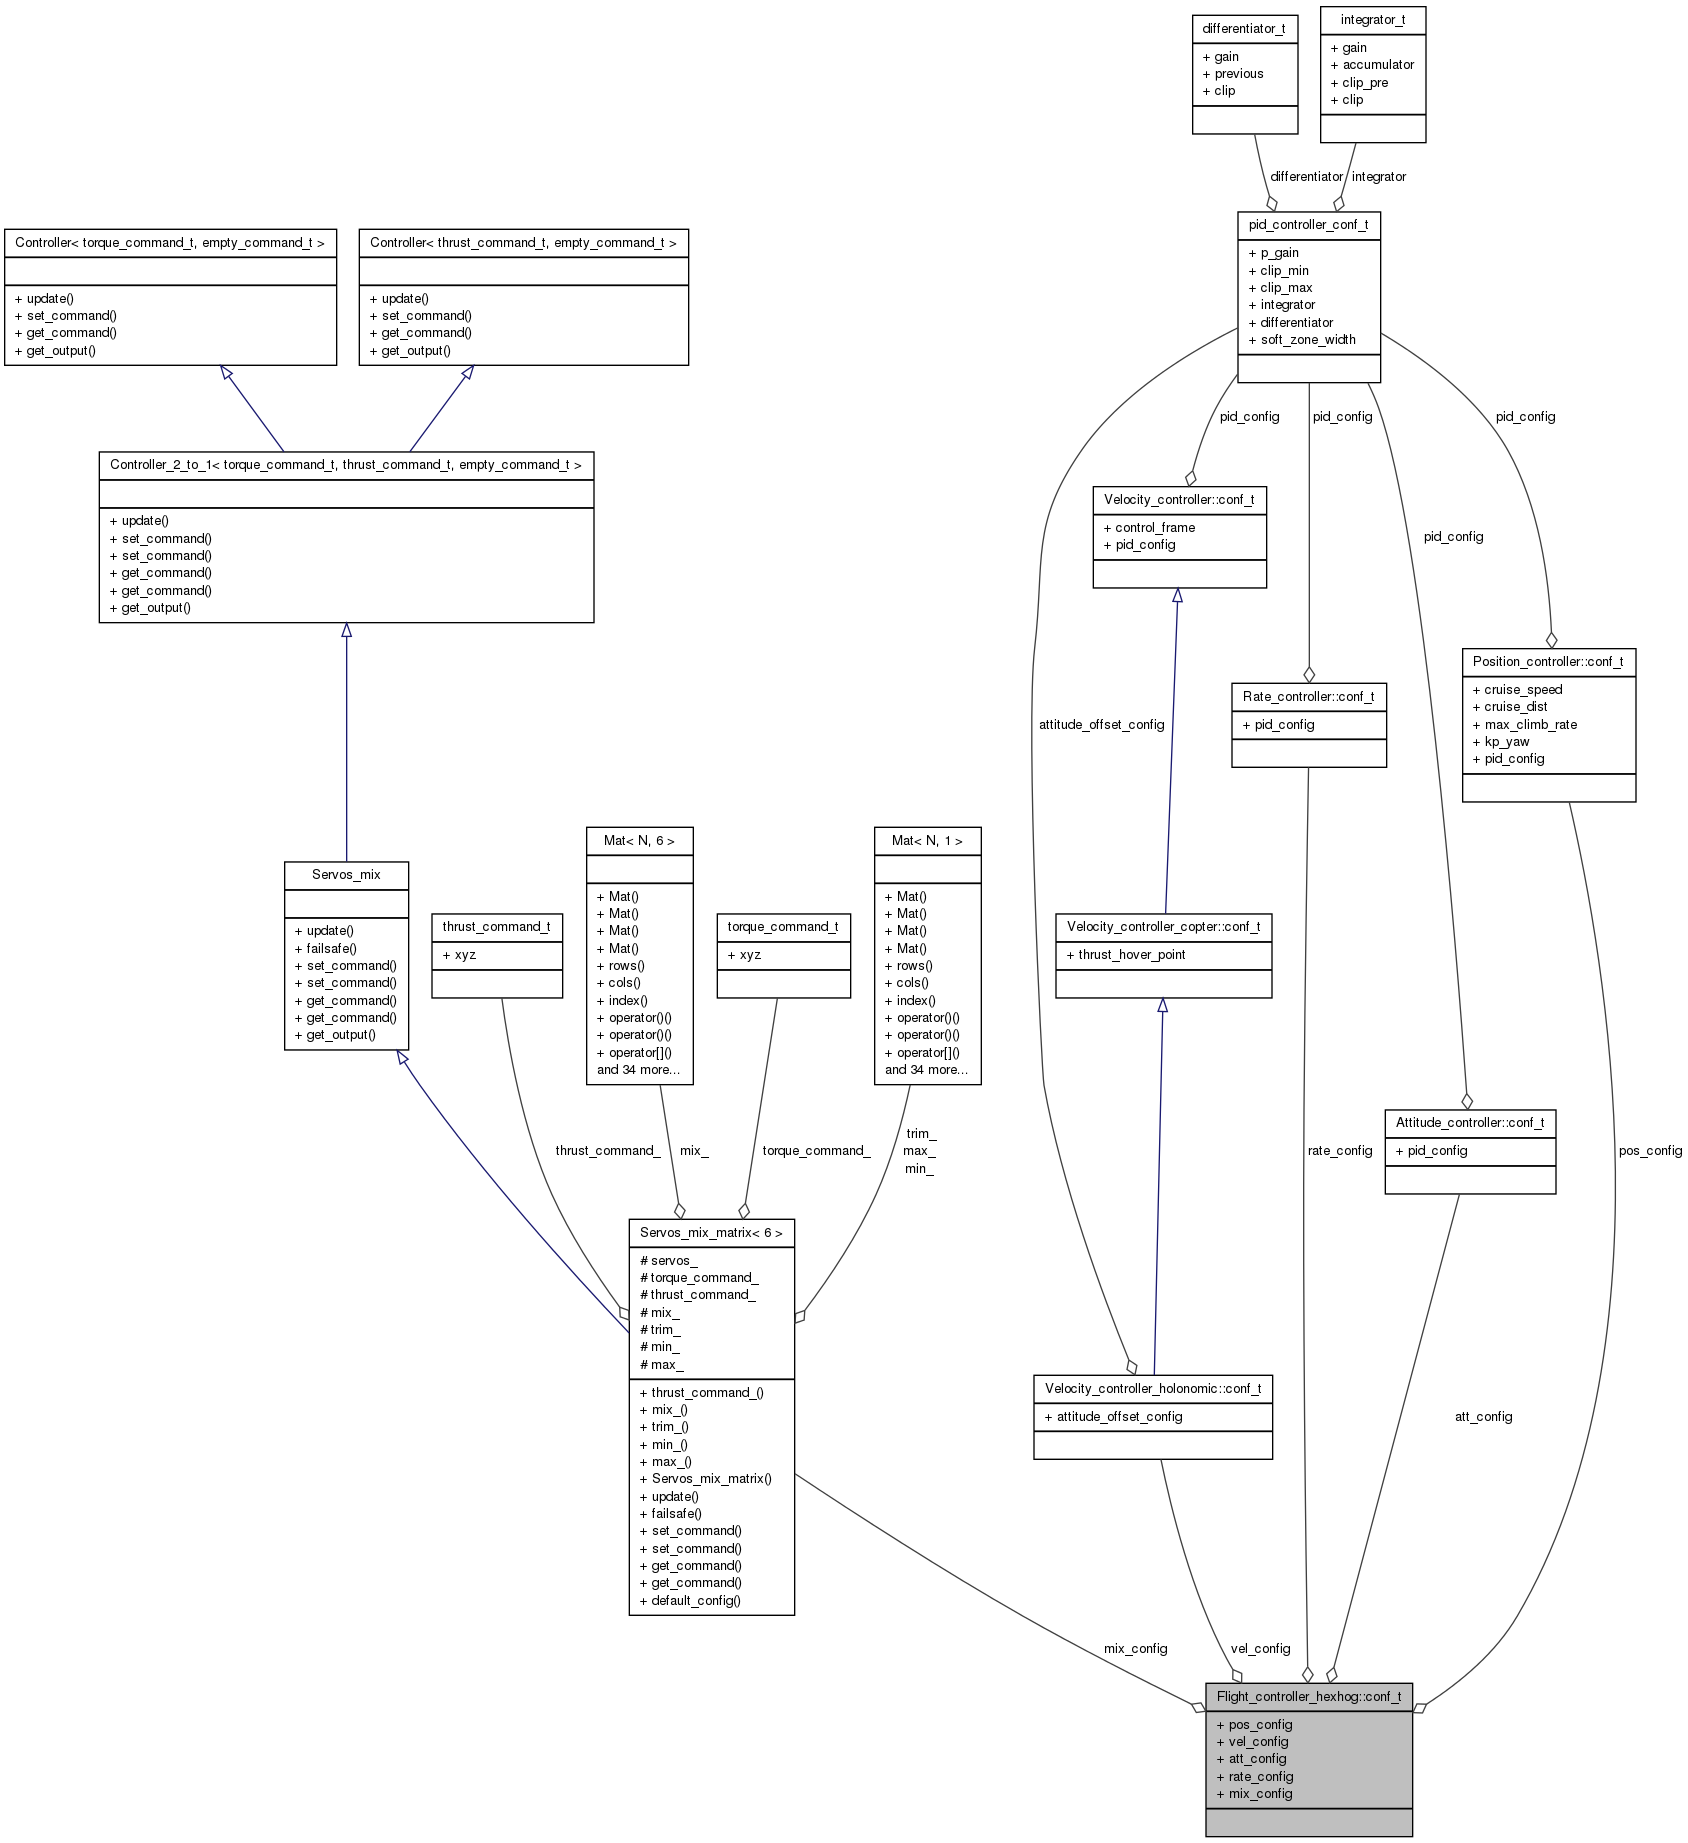 differentiator_t
+ gain
+ previous
+ clip
integrator_t
+ gain
+ accumulator
+ clip_pre
+ clip
differentiator
integrator
pid_controller_conf_t
+ p_gain
+ clip_min
+ clip_max
+ integrator
+ differentiator
+ soft_zone_width
Controller< torque_command_t, empty_command_t >
+ update()
+ set_command()
+ get_command()
+ get_output()
Controller< thrust_command_t, empty_command_t >
+ update()
+ set_command()
+ get_command()
+ get_output()
pid_config
pid_config
pid_config
Controller_2_to_1< torque_command_t, thrust_command_t, empty_command_t >
+ update()
+ set_command()
+ set_command()
+ get_command()
+ get_command()
+ get_output()
Velocity_controller::conf_t
+ control_frame
+ pid_config
pid_config
Position_controller::conf_t
+ cruise_speed
+ cruise_dist
+ max_climb_rate
+ kp_yaw
+ pid_config
Rate_controller::conf_t
+ pid_config
attitude_offset_config
Servos_mix
+ update()
+ failsafe()
+ set_command()
+ set_command()
+ get_command()
+ get_command()
+ get_output()
thrust_command_t
+ xyz
Mat< N, 6 >
+ Mat()
+ Mat()
+ Mat()
+ Mat()
+ rows()
+ cols()
+ index()
+ operator()()
+ operator()()
+ operator[]()
and 34 more...
torque_command_t
+ xyz
Mat< N, 1 >
+ Mat()
+ Mat()
+ Mat()
+ Mat()
+ rows()
+ cols()
+ index()
+ operator()()
+ operator()()
+ operator[]()
and 34 more...
Velocity_controller_copter::conf_t
+ thrust_hover_point
Attitude_controller::conf_t
+ pid_config
thrust_command_
mix_
torque_command_
trim_
max_
min_
rate_config
pos_config
Servos_mix_matrix< 6 >
# servos_
# torque_command_
# thrust_command_
# mix_
# trim_
# min_
# max_
+ thrust_command_()
+ mix_()
+ trim_()
+ min_()
+ max_()
+ Servos_mix_matrix()
+ update()
+ failsafe()
+ set_command()
+ set_command()
+ get_command()
+ get_command()
+ default_config()
Velocity_controller_holonomic::conf_t
+ attitude_offset_config
att_config
mix_config
vel_config
Flight_controller_hexhog::conf_t
+ pos_config
+ vel_config
+ att_config
+ rate_config
+ mix_config